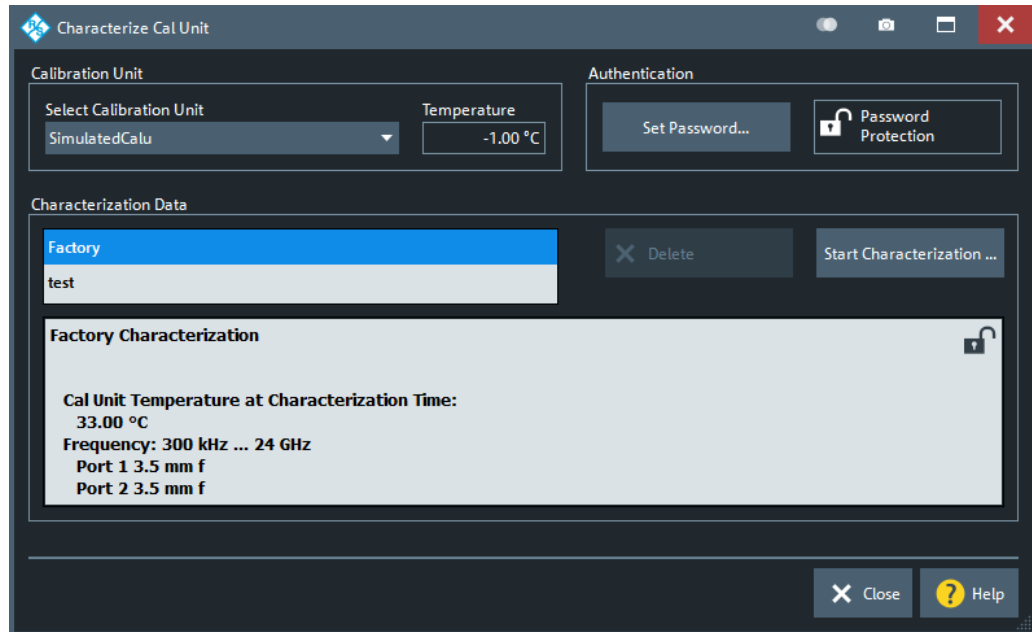 Characterize Cal Unit
Calibration Unit
Authentication
Select Calibration Unit
Temperature
SimulatedCalu
-1.00 °C
Set Password...
Password
Protection
Characterization Data
Factory
test
Delete
Start Characterization ...
Factory Characterization
Cal Unit Temperature at Characterization Time:
33.00 °C
Frequency: 300 kHz ... 24 GHz
Port 1 3.5 mm f
Port 2 3.5 mm f
Close
? Help